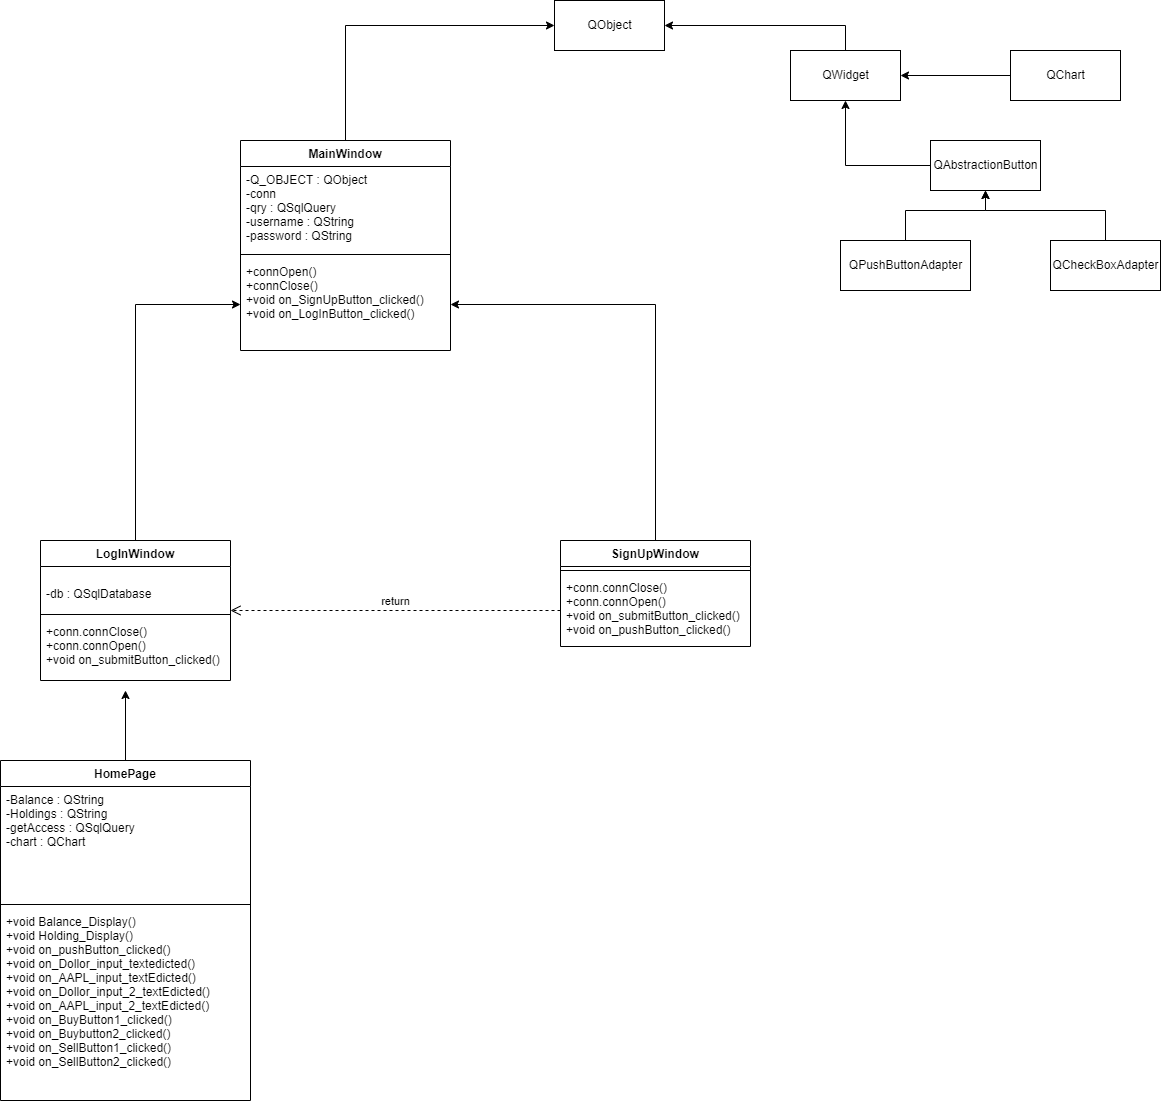 QObject
QWidget
QChart
MainWindow
-Q_OBJECT : QObject
-conn
-qry : QSqlQuery
-username : QString
-password : QString
+connOpen()
+connClose()
+void on_SignUpButton_clicked()
+void on_LogInButton_clicked()
QAbstractionButton
QPushButtonAdapter
QCheckBoxAdapter
LogInWindow
-db : QSqlDatabase
+conn.connClose()
+conn.connOpen()
+void on_submitButton_clicked()
return
SignUpWindow
+conn.connClose()
+conn.connOpen()
+void on_submitButton_clicked()
+void on_pushButton_clicked()
HomePage
-Balance : QString
-Holdings : QString
-getAccess : QSqlQuery
-chart : QChart
+void Balance_Display()
+void Holding_Display()
+void on_pushButton_clicked()
+void on_Dollor_input_textedicted()
+void on_AAPL_input_textEdicted()
+void on_Dollor_input_2_textEdicted()
+void on_AAPL_input_2_textEdicted()
+void on_BuyButton1_clicked()
+void on_Buybutton2_clicked()
+void on_SellButton1_clicked()
+void on_SellButton2_clicked()